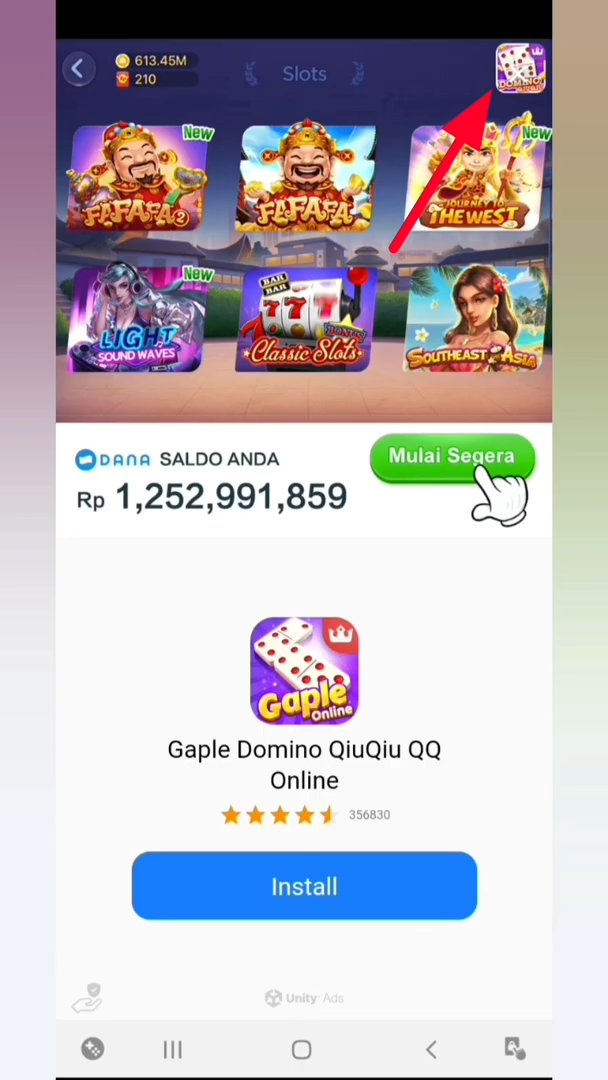 613.45M
210
Slots
DOMINO
New
FAFAFA 2
FAFAFA
New
JOURNEY TO
THE WEST
New
LIGHT
SOUND WAVES
BAR
BAR
777
Classic Slots
SOUTHEAST ASIA
DANA SALDO ANDA
Mulai Segera
Rp 1,252,991,859
Gaple
Online
Gaple Domino QiuQiu QQ
Online
356830
Install
Unity Ads